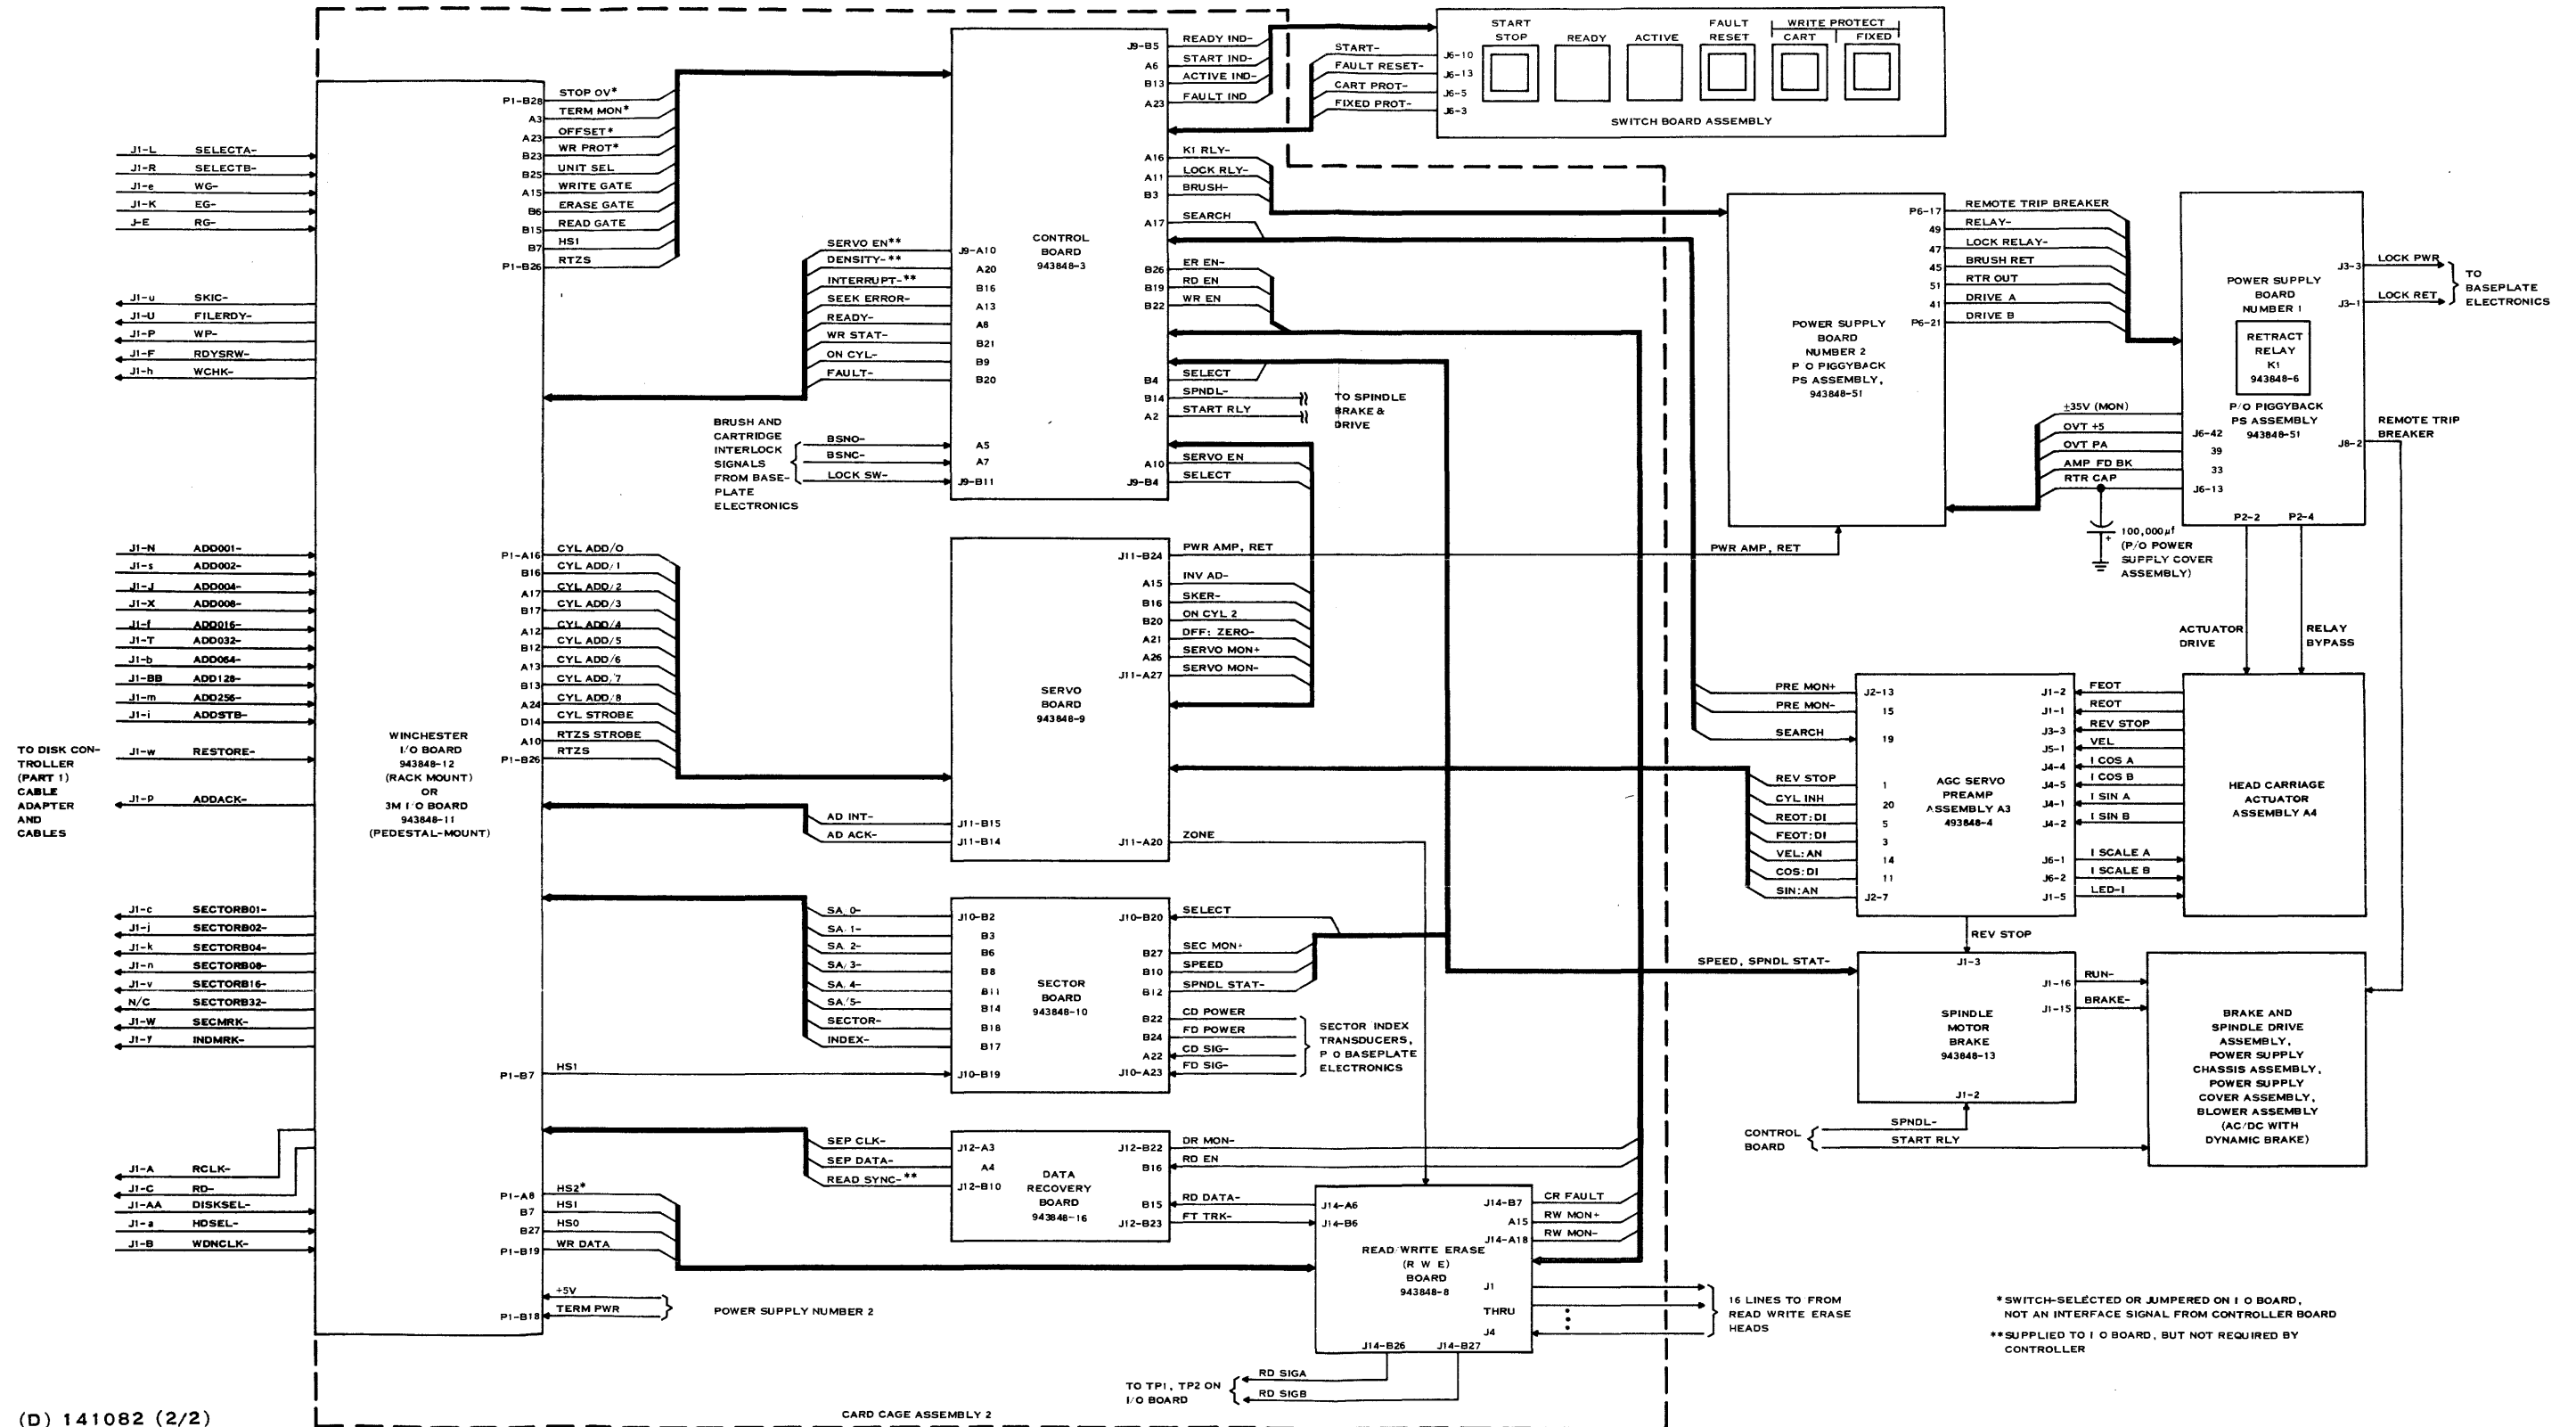 J1-L SELECTA-
J1-R SELECTB-
J1-e WG-
J1-K EG-
J-E RG-
J1-u SKIC-
J1-U FILERDY-
J1-P WP-
J1-F RDYSRW-
J1-h WCHK-
J1-N ADD001-
J1-s ADD002-
J1-J ADD004-
J1-X ADD008-
J1-f ADD016-
J1-T ADD032-
J1-b ADD064-
J1-BB ADD128-
J1-m ADD256-
J1-i ADDSTB-
TO DISK CON-
TROLLER
(PART 1)
CABLE
ADAPTER
AND
CABLES
J1-w RESTORE-
J1-P ADDACK-
J1-c SECTORB01-
J1-j SECTORB02-
J1-k SECTORB04-
J1-n SECTORB08-
J1-v SECTORB16-
N/C SECTORB32-
J1-W SECMRK-
J1-Y INDMRK-
J1-A RCLK-
J1-C RD-
J1-AA DISKSEL-
J1-a HDSEL-
J1-B WDNCLK-
WINCHESTER
I/O BOARD
943848-12
(RACK MOUNT)
OR
3M I/O BOARD
943848-11
(PEDESTAL-MOUNT)
P1-B28 STOP OV*
A3 TERM MON*
A23 OFFSET*
B23 WR PROT*
B25 UNIT SEL
A15 WRITE GATE
B6 ERASE GATE
B15 READ GATE
B7 HS1
P1-B26 RTZS
P1-A16 CYL ADD/0
B16 CYL ADD/1
A17 CYL ADD/2
B17 CYL ADD/3
A12 CYL ADD/4
B12 CYL ADD/5
A13 CYL ADD/6
B13 CYL ADD/7
A24 CYL ADD/8
D14 CYL STROBE
A10 RTZS STROBE
P1-B26 RTZS
P1-B7 HS1
P1-A8 HS2*
B7 HS1
B27 HS0
P1-B19 WR DATA
+5V
P1-B18 TERM PWR
POWER SUPPLY NUMBER 2
SERVO EN** J9-A10
DENSITY-** A20
INTERRUPT-** B16
SEEK ERROR- A13
READY- A8
WR STAT- B21
ON CYL- B9
FAULT- B20
BRUSH AND
CARTRIDGE
INTERLOCK
SIGNALS
FROM BASE-
PLATE
ELECTRONICS
BSNO- A5
BSNC- A7
LOCK SW- J9-B11
CONTROL
BOARD
943848-3
J9-B5 READY IND-
A6 START IND-
B13 ACTIVE IND-
A23 FAULT IND
A16 K1 RLY-
A11 LOCK RLY-
B3 BRUSH-
A17 SEARCH
B26 ER EN-
B19 RD EN
B22 WR EN
B4 SELECT
B14 SPNDL-
A2 START RLY
TO SPINDLE
BRAKE &
DRIVE
A10 SERVO EN
J9-B4 SELECT
START- J6-10
FAULT RESET- J6-13
CART PROT- J6-5
FIXED PROT- J6-3
START
STOP
READY
ACTIVE
FAULT
RESET
WRITE PROTECT
CART
FIXED
SWITCH BOARD ASSEMBLY
SERVO
BOARD
943848-9
J11-B24 PWR AMP, RET
PWR AMP, RET
A15 INV AD-
B16 SKER-
B20 ON CYL 2
A21 DFF: ZERO-
A26 SERVO MON+
J11-A27 SERVO MON-
AD INT- J11-B15
AD ACK- J11-B14
J11-A20 ZONE
SA/0- J10-B2
SA/1- B3
SA/2- B6
SA/3- B8
SA/4- B11
SA/5- B14
SECTOR- B18
INDEX- B17
J10-B19
SECTOR
BOARD
943848-10
J10-B20 SELECT
B27 SEC MON+
B10 SPEED
B12 SPNDL STAT-
B22 CD POWER
B24 FD POWER
A22 CD SIG-
J10-A23 FD SIG-
SECTOR INDEX
TRANSDUCERS,
P O BASEPLATE
ELECTRONICS
SEP CLK- J12-A3
SEP DATA- A4
READ SYNC-** J12-B10
DATA
RECOVERY
BOARD
943848-16
J12-B22 DR MON-
B16 RD EN
B15 RD DATA- J14-A6
J12-B23 FT TRK- J14-B6
READ/WRITE ERASE
(R W E)
BOARD
943848-8
J14-B7 CR FAULT
A15 RW MON+
J14-A18 RW MON-
J1
THRU
J4
16 LINES TO FROM
READ WRITE ERASE
HEADS
J14-B26 J14-B27
TO TP1, TP2 ON
I/O BOARD
RD SIGA
RD SIGB
POWER SUPPLY
BOARD
NUMBER 2
P O PIGGYBACK
PS ASSEMBLY,
943848-51
P6-17 REMOTE TRIP BREAKER
49 RELAY-
47 LOCK RELAY-
45 BRUSH RET
51 RTR OUT
41 DRIVE A
P6-21 DRIVE B
POWER SUPPLY
BOARD
NUMBER 1
RETRACT
RELAY
K1
943848-6
P/O PIGGYBACK
PS ASSEMBLY
943848-51
J3-3 LOCK PWR
J3-1 LOCK RET
TO
BASEPLATE
ELECTRONICS
±35V (MON)
OVT +5 J6-42
OVT PA 39
AMP FD BK 33
RTR CAP J6-13
J8-2
REMOTE TRIP
BREAKER
P2-2 P2-4
100,000µf
(P/O POWER
SUPPLY COVER
ASSEMBLY)
+
ACTUATOR
DRIVE
RELAY
BYPASS
PRE MON+ J2-13
PRE MON- 15
SEARCH 19
REV STOP 1
CYL INH 20
REOT:DI 5
FEOT:DI 3
VEL:AN 14
COS:DI 11
SIN:AN J2-7
AGC SERVO
PREAMP
ASSEMBLY A3
493848-4
J1-2 FEOT
J1-1 REOT
J3-3 REV STOP
J5-1 VEL
J4-4 I COS A
J4-5 I COS B
J4-1 I SIN A
J4-2 I SIN B
J6-1 I SCALE A
J6-2 I SCALE B
J1-5 LED-I
HEAD CARRIAGE
ACTUATOR
ASSEMBLY A4
REV STOP
SPEED, SPNDL STAT-
J1-3
SPINDLE
MOTOR
BRAKE
943848-13
J1-16 RUN-
J1-15 BRAKE-
J1-2
CONTROL
BOARD
SPNDL-
START RLY
BRAKE AND
SPINDLE DRIVE
ASSEMBLY,
POWER SUPPLY
CHASSIS ASSEMBLY,
POWER SUPPLY
COVER ASSEMBLY,
BLOWER ASSEMBLY
(AC/DC WITH
DYNAMIC BRAKE)
*SWITCH-SELECTED OR JUMPERED ON I O BOARD,
NOT AN INTERFACE SIGNAL FROM CONTROLLER BOARD
**SUPPLIED TO I O BOARD, BUT NOT REQUIRED BY
CONTROLLER
CARD CAGE ASSEMBLY 2
(D) 141082 (2/2)